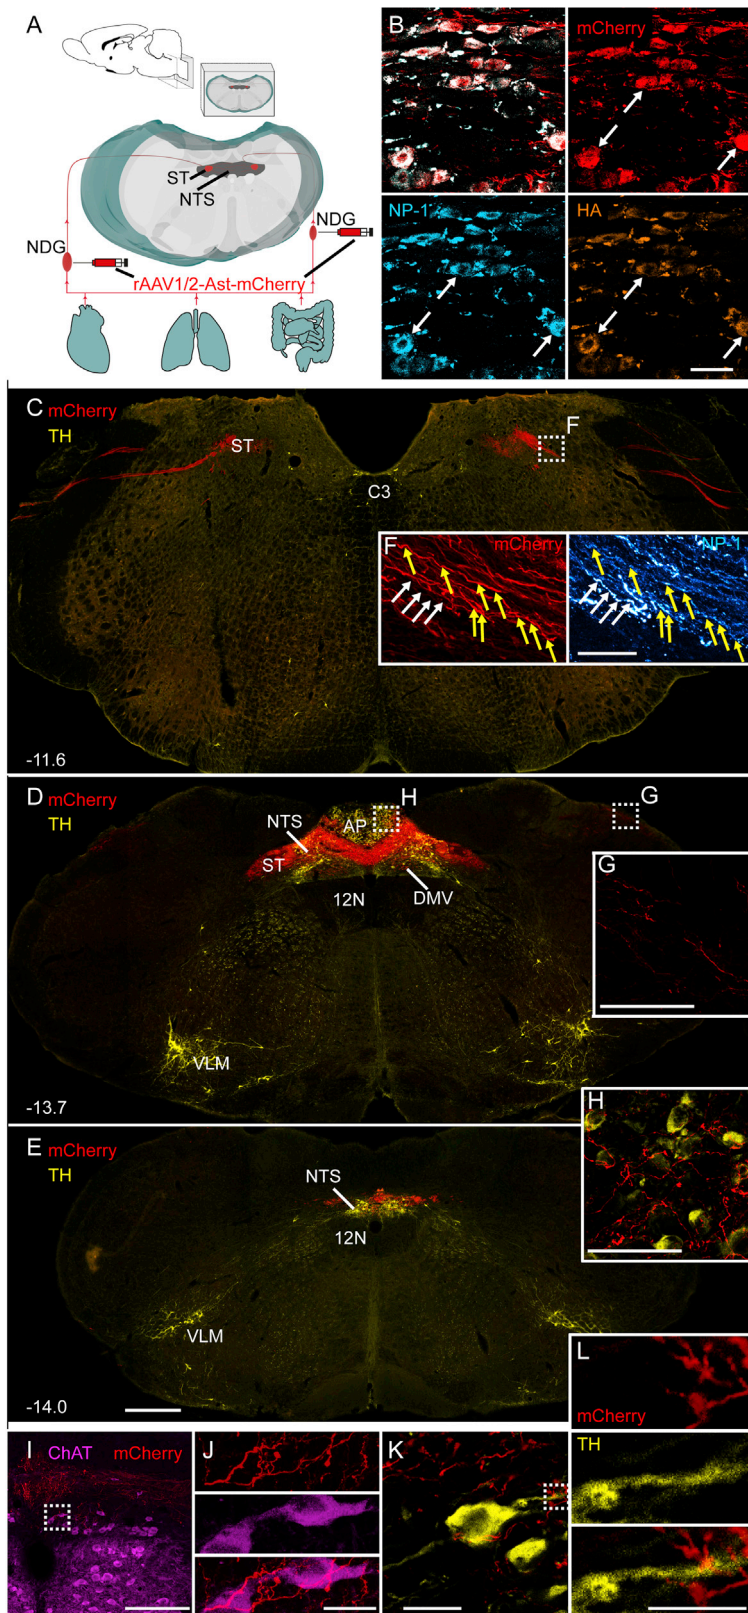 A
ST
NTS
NDG
NDG
rAAV1/2-Ast-mCherry
B
mCherry
NP-1
HA
C mCherry
TH
ST
F
C3
F mCherry
NP-1
-11.6
D mCherry
TH
H
G
NTS
AP
ST
DMV
12N
G
VLM
-13.7
H
E mCherry
TH
NTS
12N
VLM
-14.0
L
mCherry
TH
I ChAT mCherry
J
K